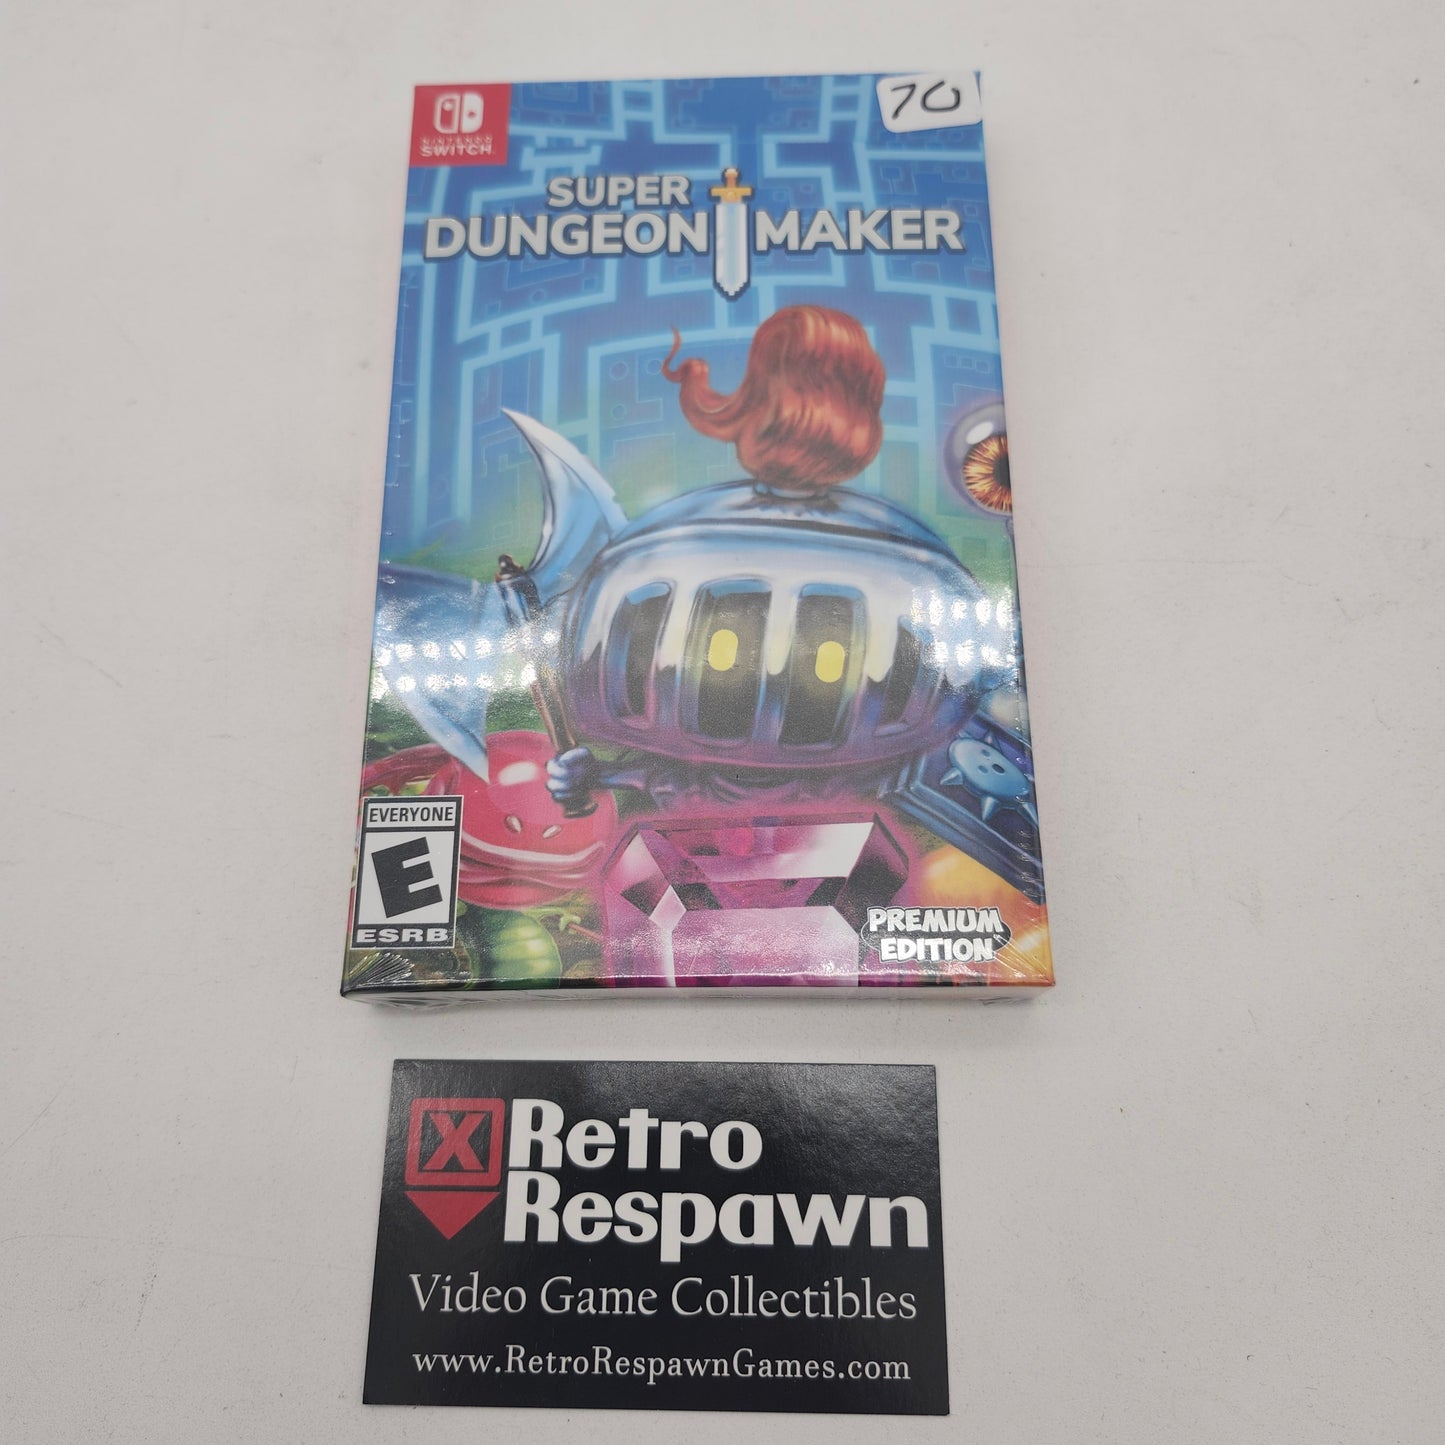 70
NINTENDO
SWITCH
SUPER
DUNGEON MAKER
EVERYONE
E
ESRB
PREMIUM
EDITION
X Retro
Respawn
Video Game Collectibles
www.RetroRespawnGames.com